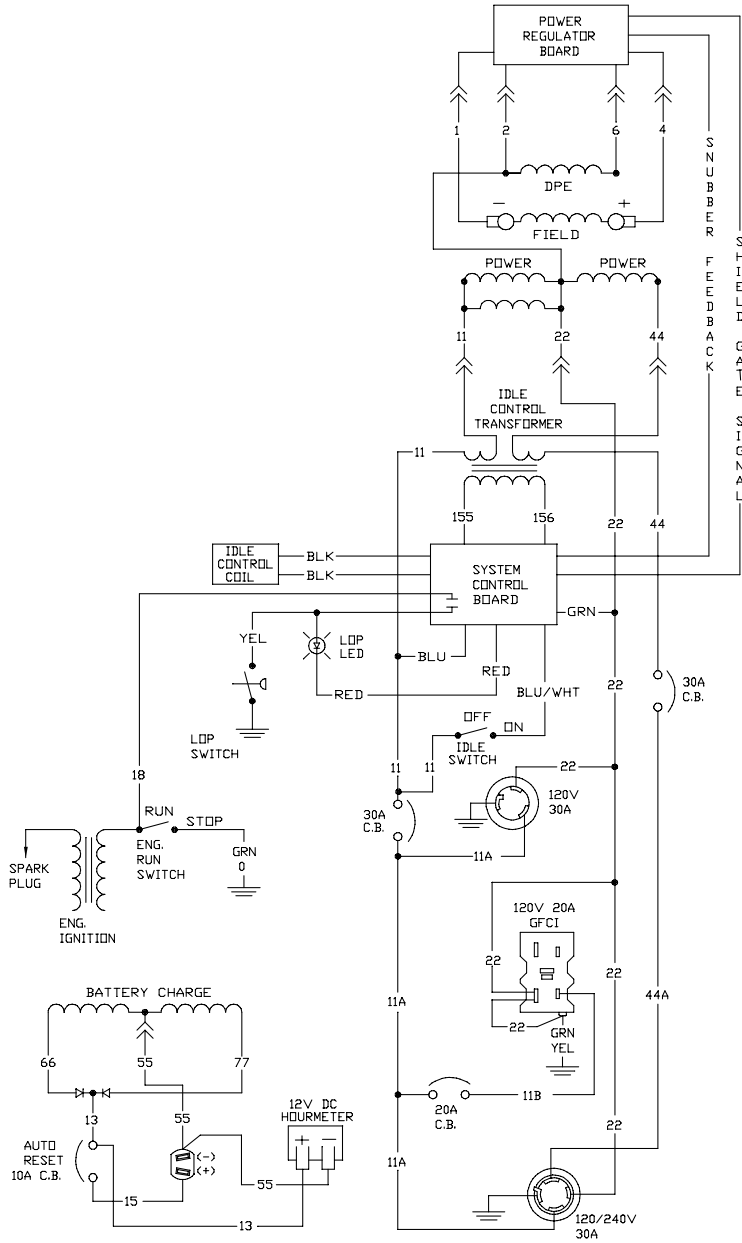 POWER
REGULATOR
BOARD
1
2
6
4
DPE
-
+
FIELD
SNUBBER FEEDBACK
SHIELD GATE SIGNAL
POWER
POWER
11
22
44
IDLE
CONTROL
TRANSFORMER
11
155
156
22
44
IDLE
CONTROL
COIL
BLK
BLK
SYSTEM
CONTROL
BOARD
GRN
YEL
LOP
LED
BLU
RED
RED
BLU/WHT
22
30A
C.B.
LOP
SWITCH
OFF
ON
IDLE
SWITCH
18
11
11
22
120V
30A
30A
C.B.
RUN
STOP
11A
SPARK
PLUG
ENG.
RUN
SWITCH
GRN
0
ENG.
IGNITION
120V 20A
GFCI
22
22
BATTERY CHARGE
11A
44A
22
GRN
YEL
66
55
77
11B
20A
C.B.
13
55
12V DC
HOURMETER
+ -
22
AUTO
RESET
10A C.B.
(-)
(+)
11A
55
15
13
120/240V
30A